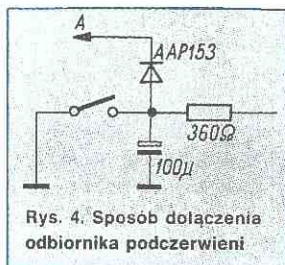 A
AAP153
360Ω
100μ
Rys. 4. Sposób dołączenia
odbiornika podczerwieni